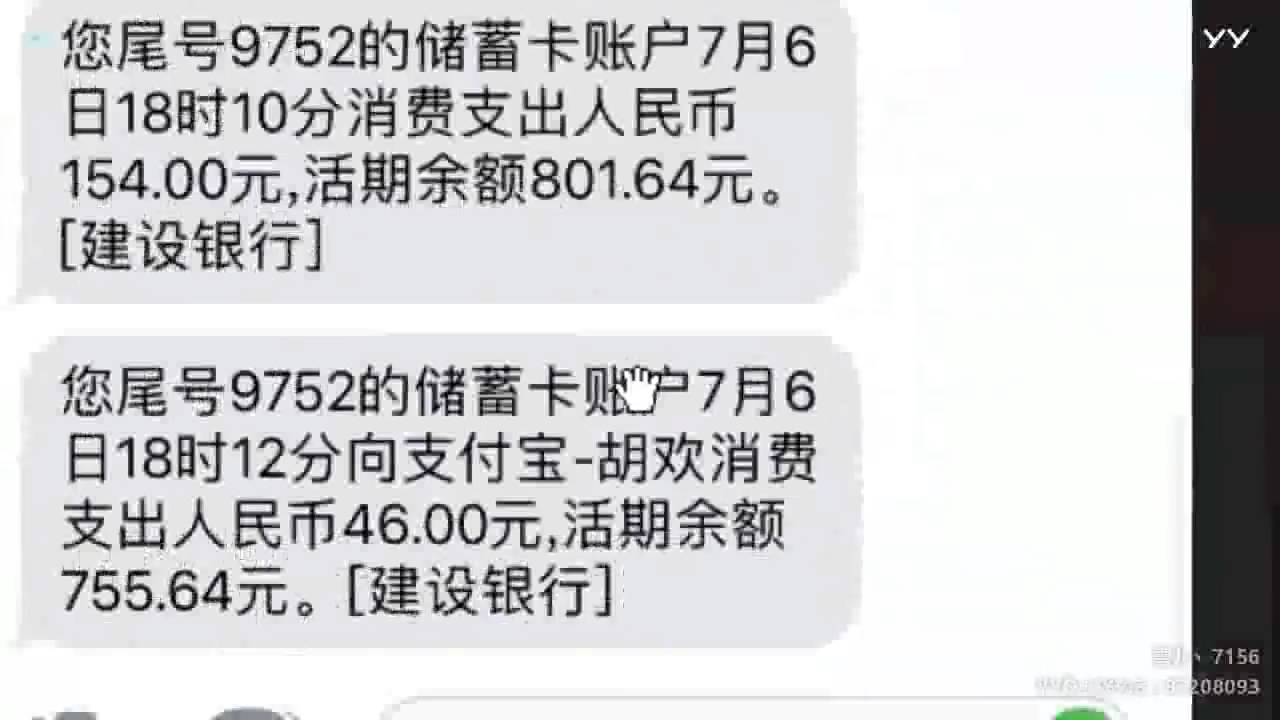 YY
您尾号9752的储蓄卡账户7月6
日18时10分消费支出人民币
154.00元,活期余额801.64元。
[建设银行]
您尾号9752的储蓄卡账户7月6
日18时12分向支付宝-胡欢消费
支出人民币46.00元,活期余额
755.64元。[建设银行]
7156
208093